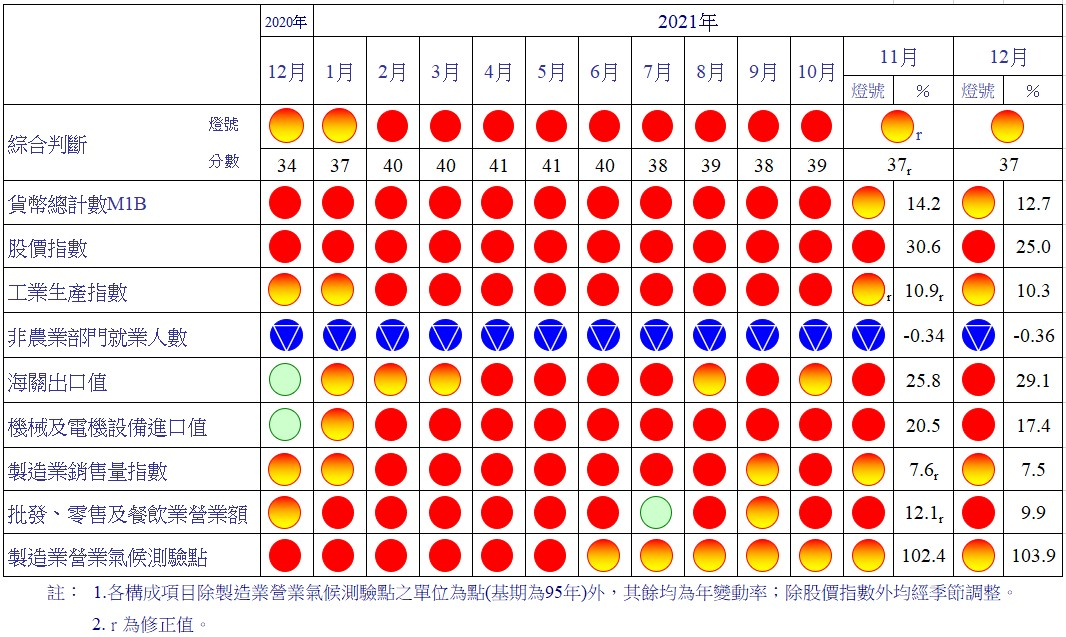 2020年 2021年
12月 1月 2月 3月 4月 5月 6月 7月 8月 9月 10月 11月 12月
燈號 % 燈號 %
綜合判斷 燈號 r
分數 34 37 40 40 41 41 40 38 39 38 39 37r 37
貨幣總計數M1B 14.2 12.7
股價指數 30.6 25.0
工業生產指數 r 10.9r 10.3
非農業部門就業人數 -0.34 -0.36
海關出口值 25.8 29.1
機械及電機設備進口值 20.5 17.4
製造業銷售量指數 7.6r 7.5
批發、零售及餐飲業營業額 12.1r 9.9
製造業營業氣候測驗點 102.4 103.9
註： 1.各構成項目除製造業營業氣候測驗點之單位為點(基期為95年)外，其餘均為年變動率；除股價指數外均經季節調整。
2. r 為修正值。